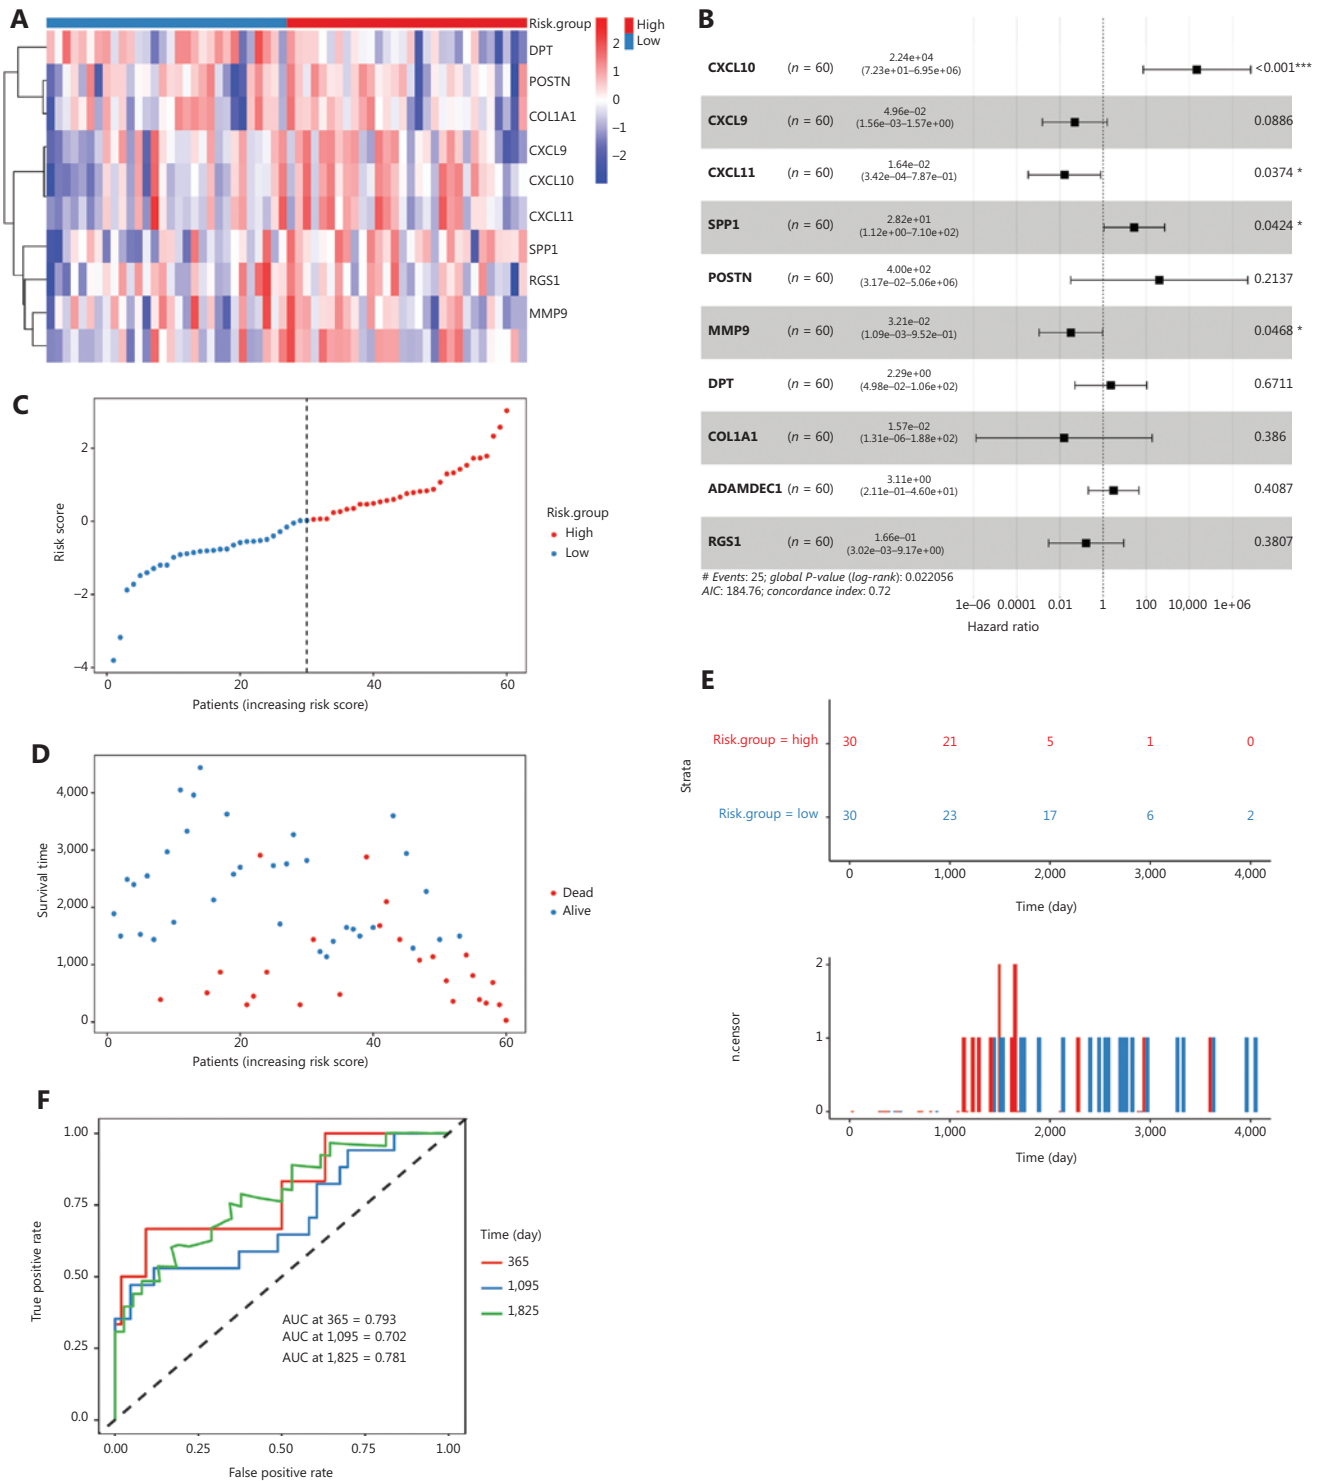 A
Risk.group
High
Low
2
1
0
−1
−2
DPT
POSTN
COL1A1
CXCL9
CXCL10
CXCL11
SPP1
RGS1
MMP9
B
CXCL10 (n = 60) 2.24e+04 (7.23e+01–6.95e+06) <0.001***
CXCL9 (n = 60) 4.96e−02 (1.56e−03–1.57e+00) 0.0886
CXCL11 (n = 60) 1.64e−02 (3.42e−04–7.87e−01) 0.0374 *
SPP1 (n = 60) 2.82e+01 (1.12e+00–7.10e+02) 0.0424 *
POSTN (n = 60) 4.00e+02 (3.17e−02–5.06e+06) 0.2137
MMP9 (n = 60) 3.21e−02 (1.09e−03–9.52e−01) 0.0468 *
DPT (n = 60) 2.29e+00 (4.98e−02–1.06e+02) 0.6711
COL1A1 (n = 60) 1.57e−02 (1.31e−06–1.88e+02) 0.386
ADAMDEC1 (n = 60) 3.11e+00 (2.11e−01–4.60e+01) 0.4087
RGS1 (n = 60) 1.66e−01 (3.02e−03–9.17e+00) 0.3807
# Events: 25; global P-value (log-rank): 0.022056
AIC: 184.76; concordance index: 0.72
1e−06 0.0001 0.01 1 100 10,000 1e+06
Hazard ratio
C
Risk score
2
0
−2
−4
0 20 40 60
Patients (increasing risk score)
Risk.group
High
Low
D
Survival time
4,000
3,000
2,000
1,000
0
0 20 40 60
Patients (increasing risk score)
Dead
Alive
E
Strata
Risk.group = high 30 21 5 1 0
Risk.group = low 30 23 17 6 2
0 1,000 2,000 3,000 4,000
Time (day)
n.censor
2
1
0
0 1,000 2,000 3,000 4,000
Time (day)
F
True positive rate
1.00
0.75
0.50
0.25
0.0
0.00 0.25 0.50 0.75 1.00
False positive rate
AUC at 365 = 0.793
AUC at 1,095 = 0.702
AUC at 1,825 = 0.781
Time (day)
365
1,095
1,825